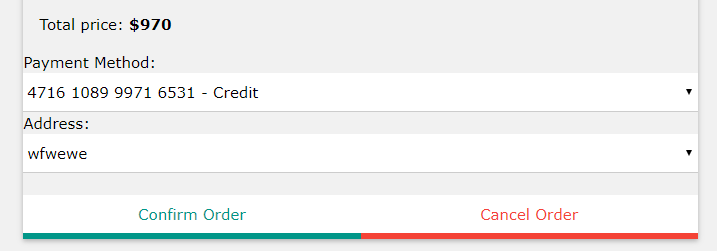 Total price: $970
Payment Method:
4716 1089 9971 6531 - Credit
Address:
wfwewe
Confirm Order Cancel Order